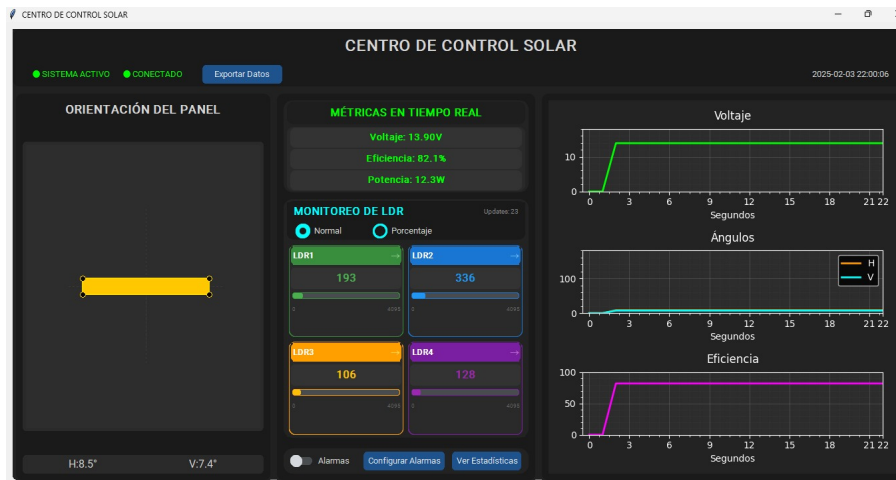 CENTRO DE CONTROL SOLAR
CENTRO DE CONTROL SOLAR
SISTEMA ACTIVO CONECTADO Exportar Datos 2025-02-03 22:00:06
ORIENTACIÓN DEL PANEL
H:8.5° V:7.4°
MÉTRICAS EN TIEMPO REAL
Voltaje: 13.90V
Eficiencia: 82.1%
Potencia: 12.3W
MONITOREO DE LDR Updates: 23
Normal Porcentaje
LDR1 → LDR2 →
193 336
0 4095 0 4095
LDR3 → LDR4 →
106 128
0 4095 0 4095
Alarmas Configurar Alarmas Ver Estadísticas
Voltaje
10
0
0 3 6 9 12 15 18 21 22
Segundos
Ángulos
H
V
100
0
0 3 6 9 12 15 18 21 22
Segundos
Eficiencia
100
50
0
0 3 6 9 12 15 18 21 22
Segundos